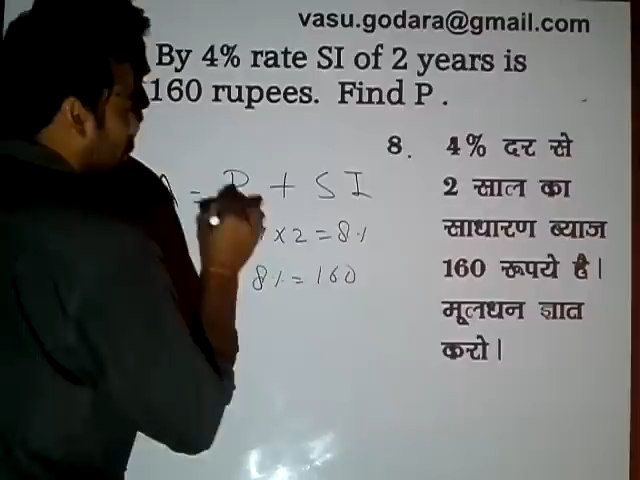 vasu.godara@gmail.com
By 4% rate SI of 2 years is
160 rupees. Find P .
8. 4% दर से
2 साल का
साधारण ब्याज
160 रूपये है।
मूलधन ज्ञात
करो।
= P + SI
× 2 = 8%
8% = 160